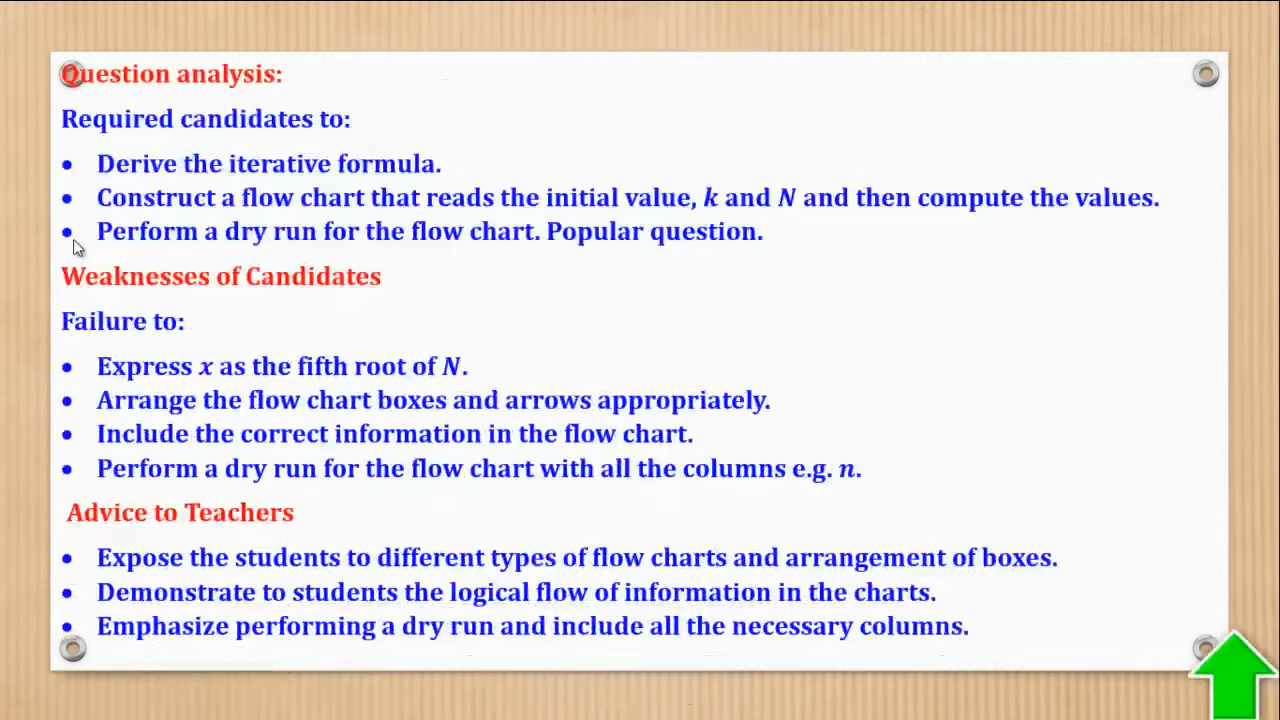 Question analysis:
Required candidates to:
• Derive the iterative formula.
• Construct a flow chart that reads the initial value, k and N and then compute the values.
• Perform a dry run for the flow chart. Popular question.
Weaknesses of Candidates
Failure to:
• Express x as the fifth root of N.
• Arrange the flow chart boxes and arrows appropriately.
• Include the correct information in the flow chart.
• Perform a dry run for the flow chart with all the columns e.g. n.
Advice to Teachers
• Expose the students to different types of flow charts and arrangement of boxes.
• Demonstrate to students the logical flow of information in the charts.
• Emphasize performing a dry run and include all the necessary columns.